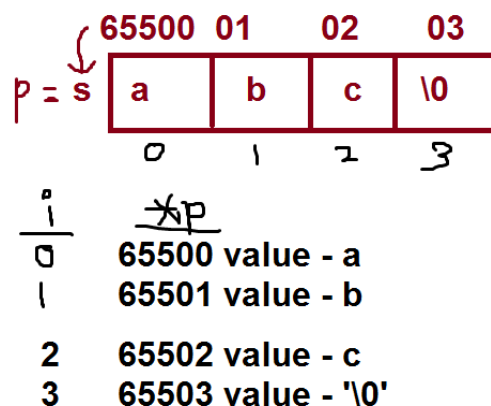 65500 01 02 03
p = s a b c \0
0 1 2 3
i *p
0 65500 value - a
1 65501 value - b
2 65502 value - c
3 65503 value - '\0'